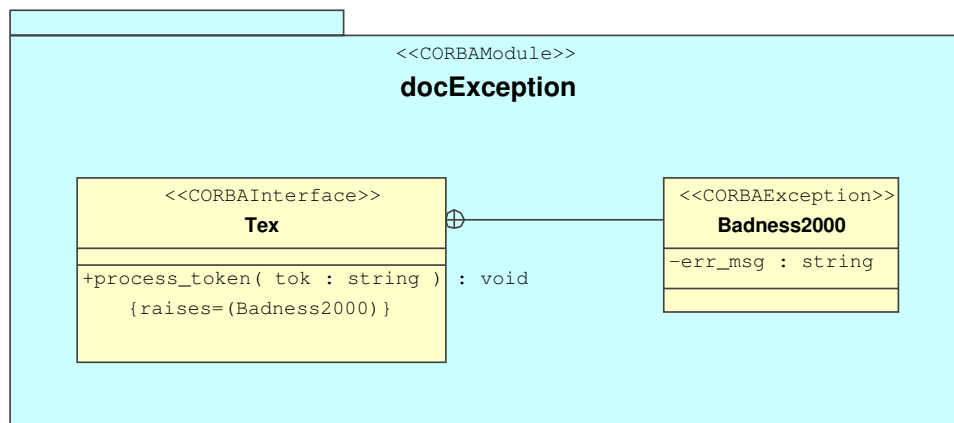 <<CORBAModule>>
docException
<<CORBAInterface>>
Tex
+process_token( tok : string ) : void
{raises=(Badness2000)}
<<CORBAException>>
Badness2000
-err_msg : string